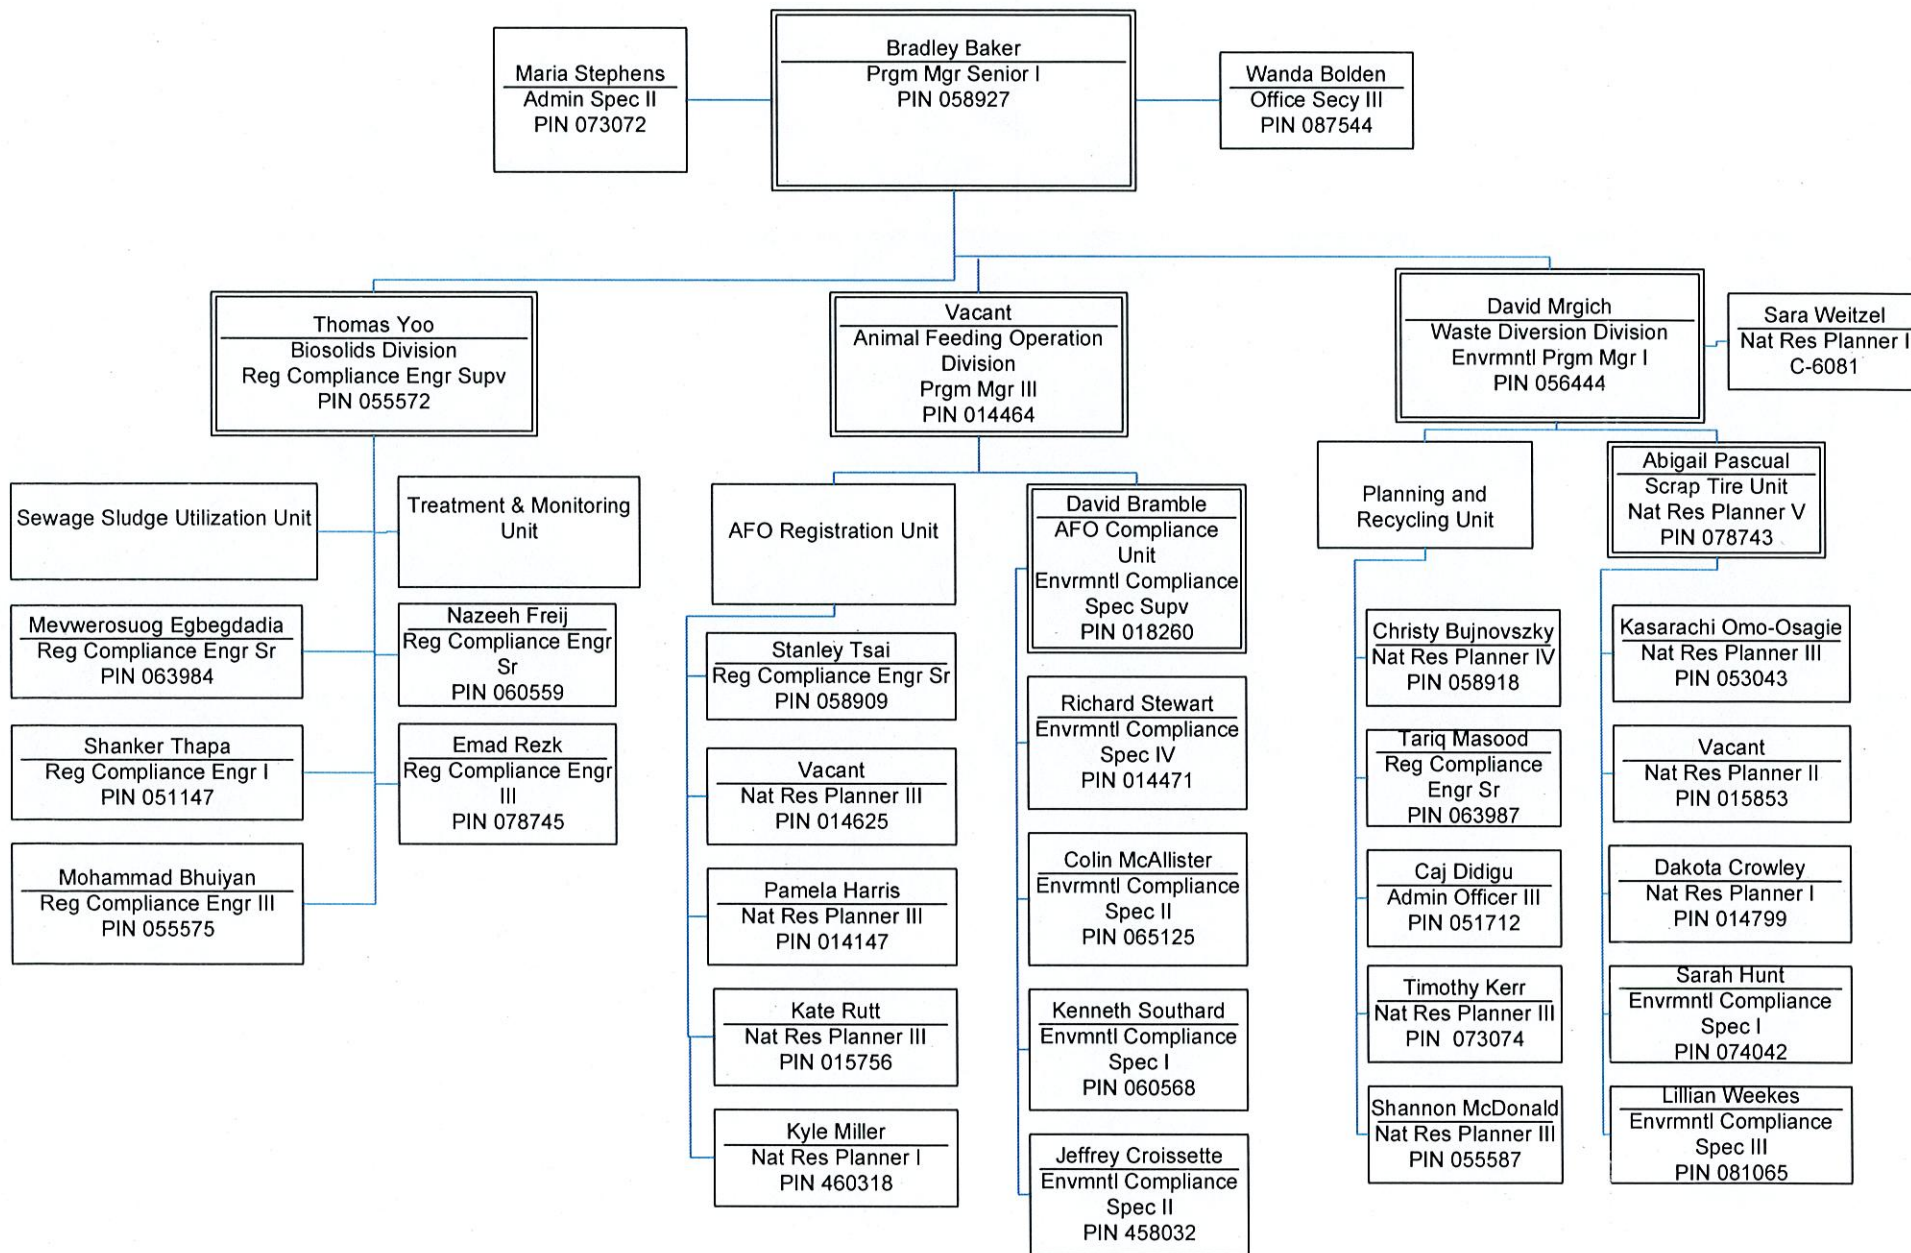 Bradley Baker
Prgm Mgr Senior I
PIN 058927
Maria Stephens
Admin Spec II
PIN 073072
Wanda Bolden
Office Secy III
PIN 087544
Thomas Yoo
Biosolids Division
Reg Compliance Engr Supv
PIN 055572
Vacant
Animal Feeding Operation
Division
Prgm Mgr III
PIN 014464
David Mrgich
Waste Diversion Division
Envrmntl Prgm Mgr I
PIN 056444
Sara Weitzel
Nat Res Planner I
C-6081
Sewage Sludge Utilization Unit
Treatment & Monitoring
Unit
Mevwerosuog Egbegdadia
Reg Compliance Engr Sr
PIN 063984
Nazeeh Freij
Reg Compliance Engr
Sr
PIN 060559
Shanker Thapa
Reg Compliance Engr I
PIN 051147
Emad Rezk
Reg Compliance Engr
III
PIN 078745
Mohammad Bhuiyan
Reg Compliance Engr III
PIN 055575
AFO Registration Unit
Stanley Tsai
Reg Compliance Engr Sr
PIN 058909
Vacant
Nat Res Planner III
PIN 014625
Pamela Harris
Nat Res Planner III
PIN 014147
Kate Rutt
Nat Res Planner III
PIN 015756
Kyle Miller
Nat Res Planner I
PIN 460318
David Bramble
AFO Compliance
Unit
Envrmntl Compliance
Spec Supv
PIN 018260
Richard Stewart
Envrmntl Compliance
Spec IV
PIN 014471
Colin McAllister
Envrmntl Compliance
Spec II
PIN 065125
Kenneth Southard
Envmntl Compliance
Spec I
PIN 060568
Jeffrey Croissette
Envmntl Compliance
Spec II
PIN 458032
Planning and
Recycling Unit
Christy Bujnovszky
Nat Res Planner IV
PIN 058918
Tariq Masood
Reg Compliance
Engr Sr
PIN 063987
Caj Didigu
Admin Officer III
PIN 051712
Timothy Kerr
Nat Res Planner III
PIN 073074
Shannon McDonald
Nat Res Planner III
PIN 055587
Abigail Pascual
Scrap Tire Unit
Nat Res Planner V
PIN 078743
Kasarachi Omo-Osagie
Nat Res Planner III
PIN 053043
Vacant
Nat Res Planner II
PIN 015853
Dakota Crowley
Nat Res Planner I
PIN 014799
Sarah Hunt
Envrmntl Compliance
Spec I
PIN 074042
Lillian Weekes
Envrmntl Compliance
Spec III
PIN 081065